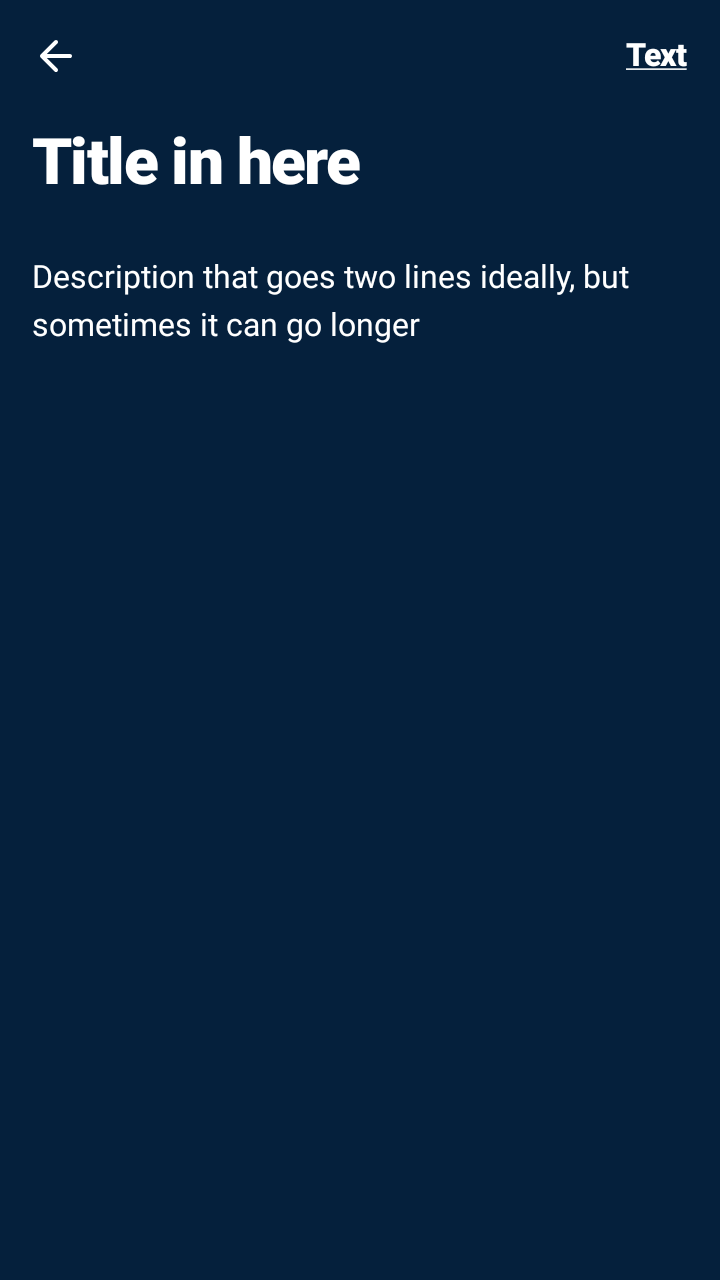 Text
Title in here
Description that goes two lines ideally, but
sometimes it can go longer